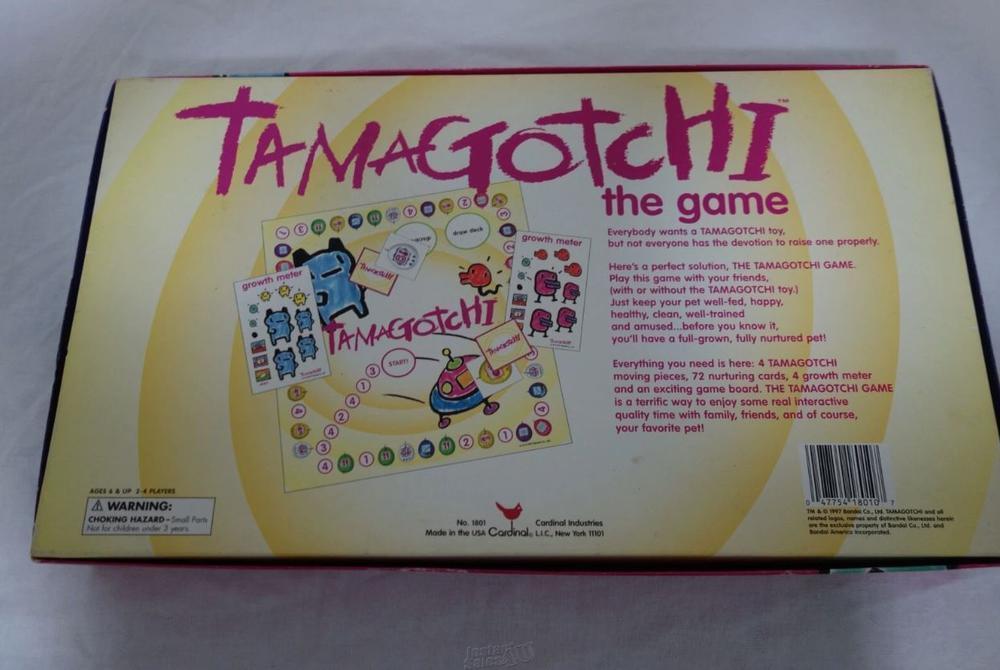 TAMAGOTCHI™
the game
Everybody wants a TAMAGOTCHI toy,
but not everyone has the devotion to raise one properly.
Here's a perfect solution, THE TAMAGOTCHI GAME.
Play this game with your friends,
(with or without the TAMAGOTCHI toy.)
Just keep your pet well-fed, happy,
healthy, clean, well-trained
and amused...before you know it,
you'll have a full-grown, fully nurtured pet!
Everything you need is here: 4 TAMAGOTCHI
moving pieces, 72 nurturing cards, 4 growth meter
and an exciting game board. THE TAMAGOTCHI GAME
is a terrific way to enjoy some real interactive
quality time with family, friends, and of course,
your favorite pet!
draw deck
growth meter
growth meter
TAMAGOTCHI
TAMAGOTCHI
TAMAGOTCHI
START!
AGES 6 & UP 2-4 PLAYERS
WARNING:
CHOKING HAZARD–Small Parts
Not for children under 3 years.
No. 1801 Cardinal Industries
Made in the USA Cardinal® L.I.C., New York 11101
0 47754 18010 7
TM & © 1997 Bandai Co., Ltd. TAMAGOTCHI and all
related logos, names and distinctive likenesses herein
are the exclusive property of Bandai Co., Ltd. and
Bandai America Incorporated.